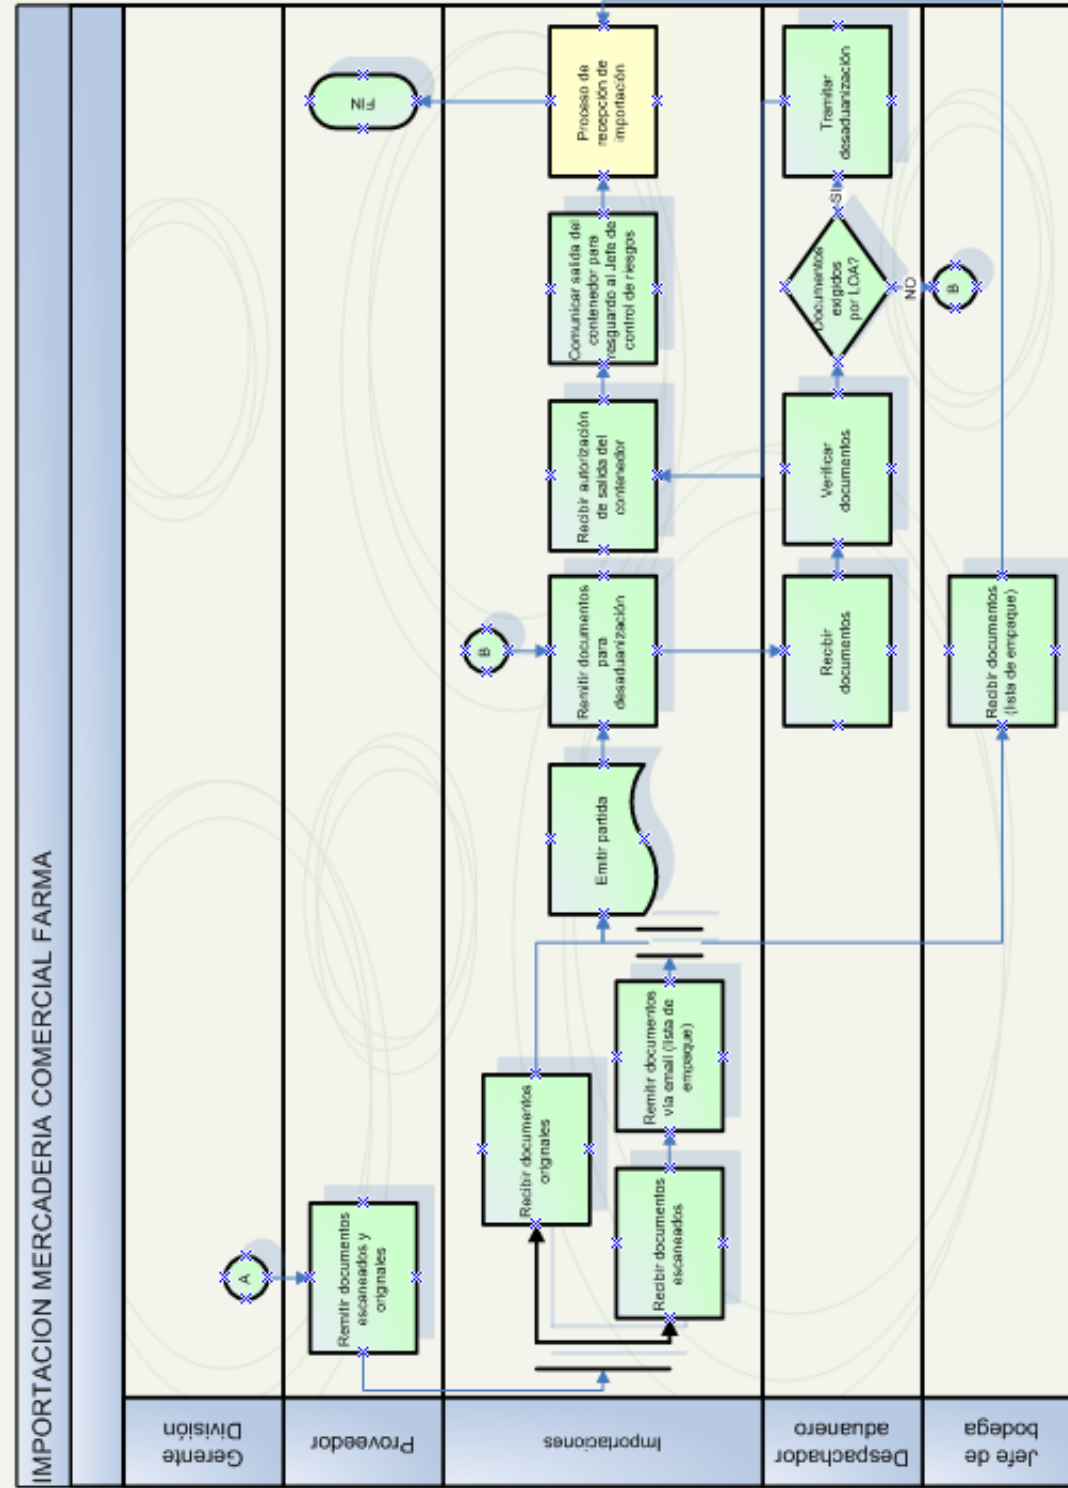 IMPORTACION MERCADERIA COMERCIAL FARMA
Gerente
División
Proveedor
Importaciones
Despachador
aduanero
Jefe de
bodega
A
Remitir documentos
escaneados y
originales
Recibir documentos
originales
Recibir documentos
escaneados
Remitir documentos
via email (lista de
empaque)
Emitir partida
B
Remitir documentos
para
desaduanización
Recibir
documentos
Recibir documentos
(lista de empaque)
Verificar
documentos
Documentos
exigidos
por LDA?
SI
NO
B
Tramitar
desaduanización
Recibir autorización
de salida del
contenedor
Comunicar salida del
contenedor para
resguardo al Jefe de
control de riesgos
Proceso de
recepción de
importación
FIN